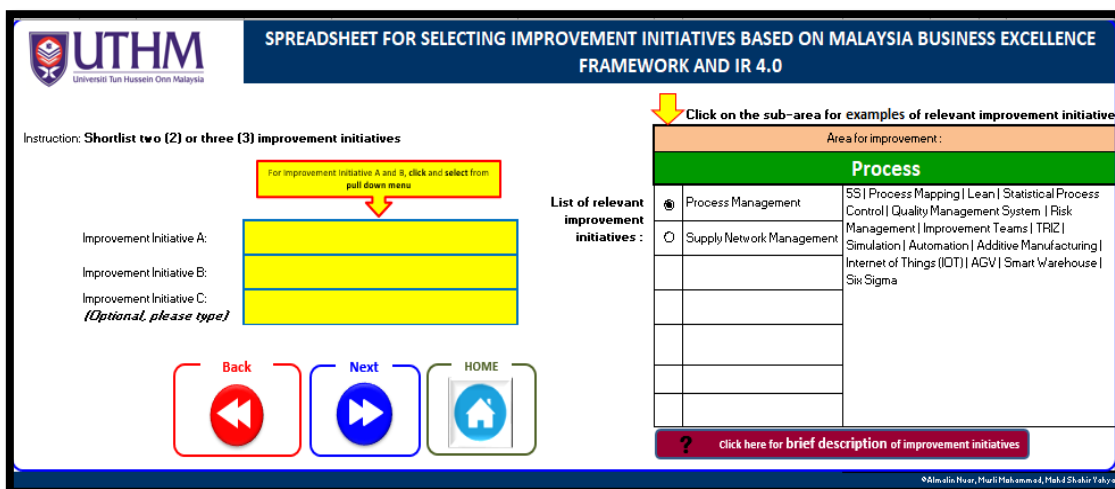 UTHM
Universiti Tun Hussein Onn Malaysia
SPREADSHEET FOR SELECTING IMPROVEMENT INITIATIVES BASED ON MALAYSIA BUSINESS EXCELLENCE
FRAMEWORK AND IR 4.0
Instruction: Shortlist two (2) or three (3) improvement initiatives
For Improvement Initiative A and B, click and select from
pull down menu
Improvement Initiative A:
Improvement Initiative B:
Improvement Initiative C:
(Optional, please type)
Back
Next
HOME
Click on the sub-area for examples of relevant improvement initiative
Area for improvement :
Process
List of relevant
improvement
initiatives :
Process Management
Supply Network Management
5S | Process Mapping | Lean | Statistical Process
Control | Quality Management System | Risk
Management | Improvement Teams | TRIZ |
Simulation | Automation | Additive Manufacturing |
Internet of Things (IOT) | AGV | Smart Warehouse |
Six Sigma
? Click here for brief description of improvement initiatives
©Almalin Nuar, Murli Mohammad, Mohd Shahir Yahya